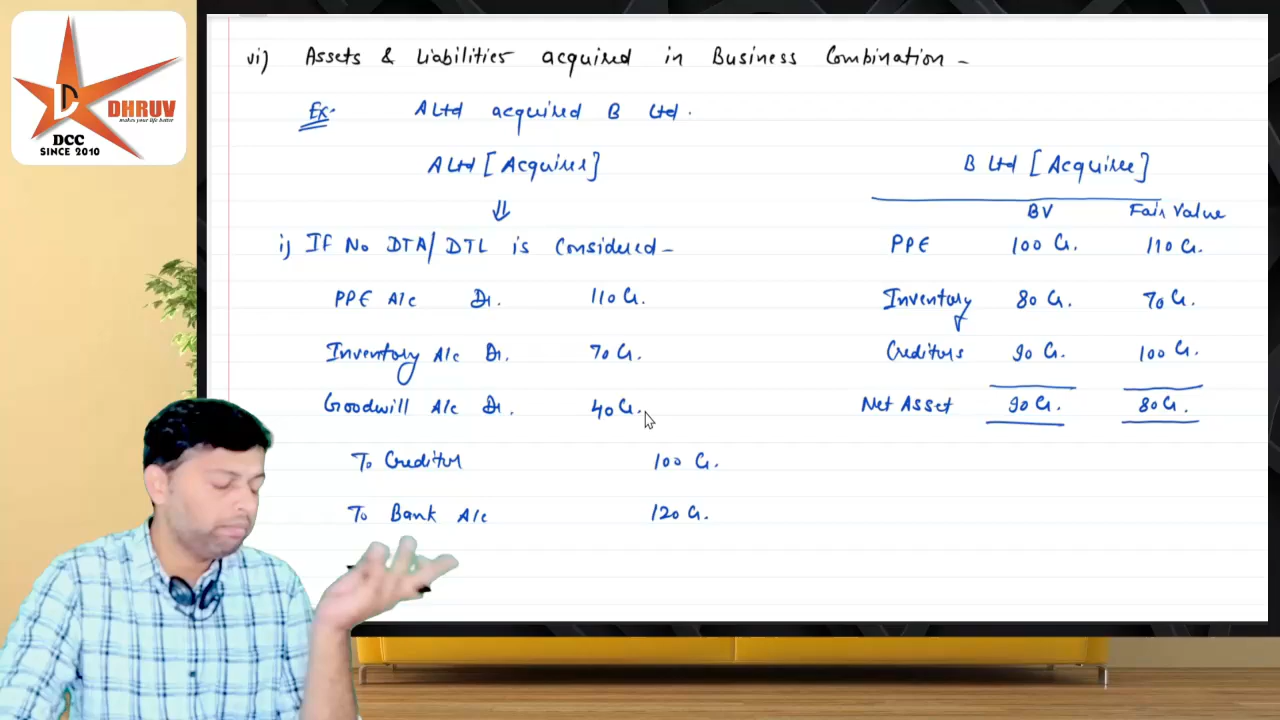 DHRUV
makes your life better
DCC
SINCE 2010
vi) Assets & Liabilities acquired in Business Combination -
Ex:- A Ltd acquired B Ltd.
A Ltd [Acquirer]
⇓
i) If No DTA/DTL is Considered -
PPE A/c Dr. 110 Cr.
Inventory A/c Dr. 70 Cr.
Goodwill A/c Dr. 40 Cr.
To Creditor 100 Cr.
To Bank A/c 120 Cr.
B Ltd [Acquiree]
BV Fair Value
PPE 100 Cr. 110 Cr.
Inventory 80 Cr. 70 Cr.
Creditors 90 Cr. 100 Cr.
Net Asset 90 Cr. 80 Cr.